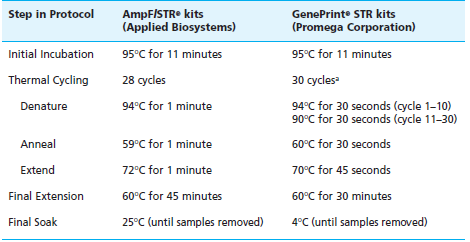 Step in Protocol AmpFlSTR® kits GenePrint® STR kits
(Applied Biosystems) (Promega Corporation)
Initial Incubation 95°C for 11 minutes 95°C for 11 minutes
Thermal Cycling 28 cycles 30 cyclesᵃ
Denature 94°C for 1 minute 94°C for 30 seconds (cycle 1–10)
90°C for 30 seconds (cycle 11–30)
Anneal 59°C for 1 minute 60°C for 30 seconds
Extend 72°C for 1 minute 70°C for 45 seconds
Final Extension 60°C for 45 minutes 60°C for 30 minutes
Final Soak 25°C (until samples removed) 4°C (until samples removed)